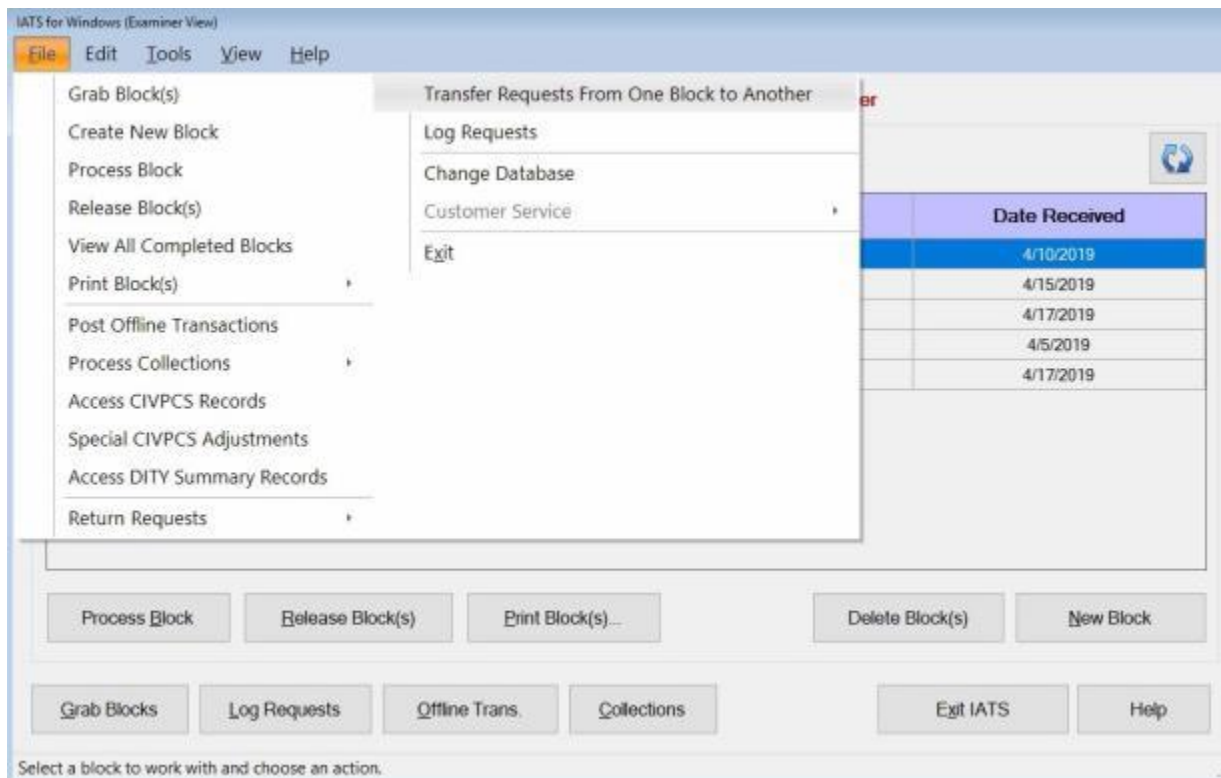 IATS for Windows (Examiner View)
File Edit Tools View Help
Grab Block(s)
Create New Block
Process Block
Release Block(s)
View All Completed Blocks
Print Block(s)
Post Offline Transactions
Process Collections
Access CIVPCS Records
Special CIVPCS Adjustments
Access DITY Summary Records
Return Requests
Transfer Requests From One Block to Another
Log Requests
Change Database
Customer Service
Exit
er
Date Received
4/10/2019
4/15/2019
4/17/2019
4/5/2019
4/17/2019
Process Block Release Block(s) Print Block(s)... Delete Block(s) New Block
Grab Blocks Log Requests Offline Trans. Collections Exit IATS Help
Select a block to work with and choose an action.